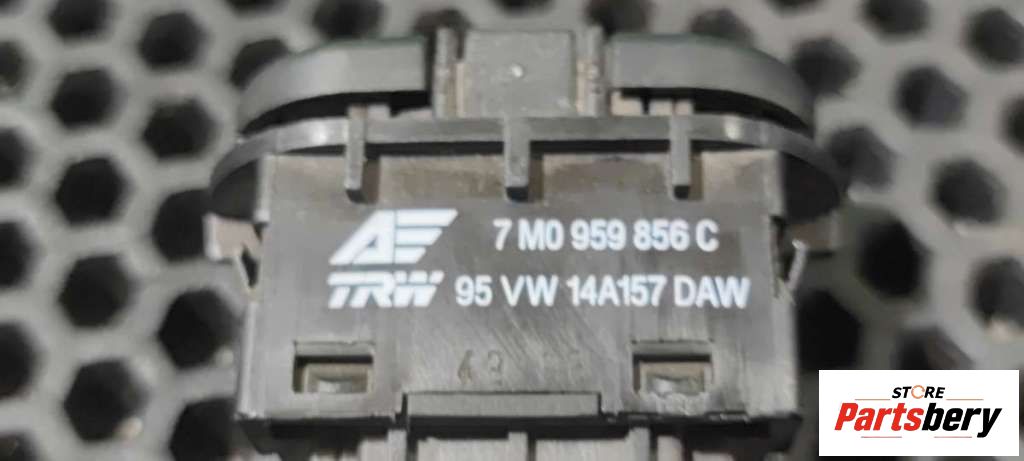 AE 7 M0 959 856 C
TRW 95 VW 14A157 DAW
STORE
Partsbery